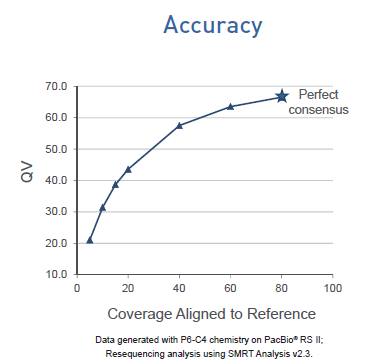 Accuracy
70.0
60.0
50.0
40.0
30.0
20.0
10.0
QV
Perfect
consensus
0 20 40 60 80 100
Coverage Aligned to Reference
Data generated with P6-C4 chemistry on PacBio® RS II;
Resequencing analysis using SMRT Analysis v2.3.